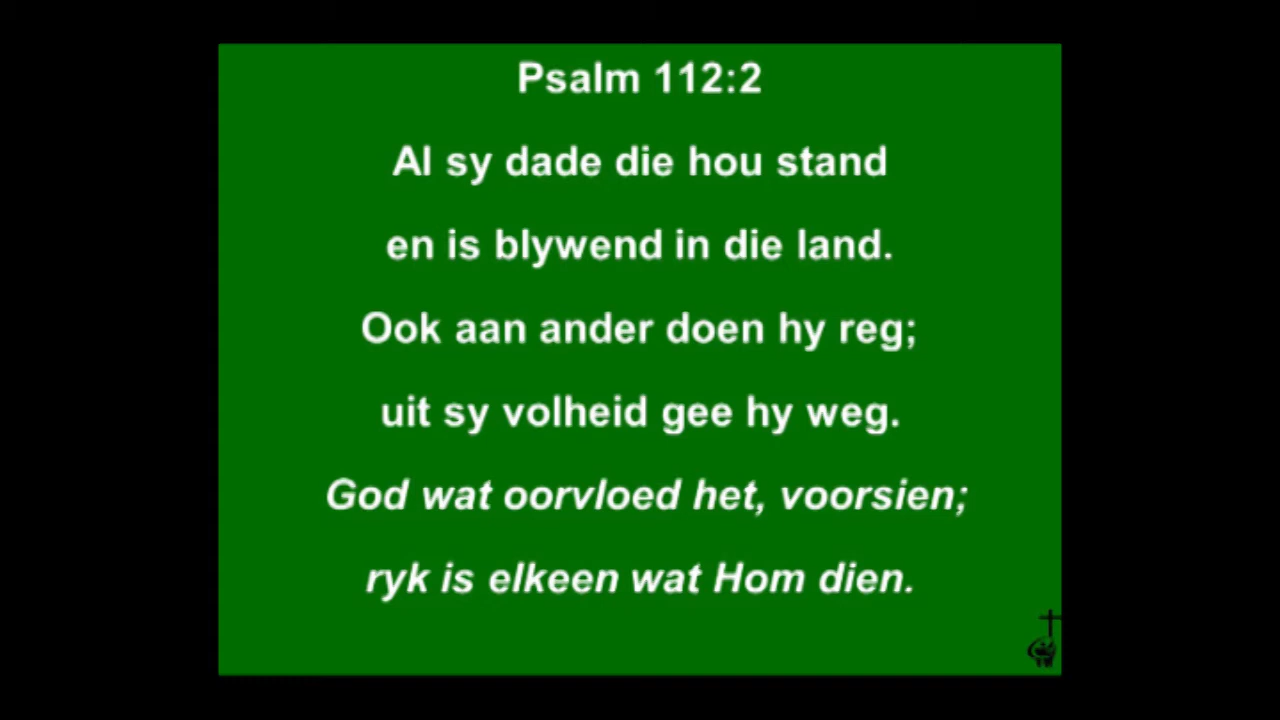 Psalm 112:2
Al sy dade die hou stand
en is blywend in die land.
Ook aan ander doen hy reg;
uit sy volheid gee hy weg.
God wat oorvloed het, voorsien;
ryk is elkeen wat Hom dien.